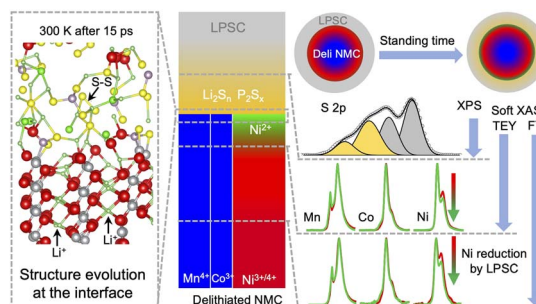 300 K after 15 ps
S-S
Li⁺
Li⁺
Structure evolution
at the interface
LPSC
Li₂Sₙ P₂Sₓ
Ni²⁺
Mn⁴⁺
Co³⁺
Ni³⁺/⁴⁺
Delithiated NMC
LPSC
Deli NMC
Standing time
S 2p
XPS
Soft XAS
TEY
F
Mn
Co
Ni
Ni reduction
by LPSC